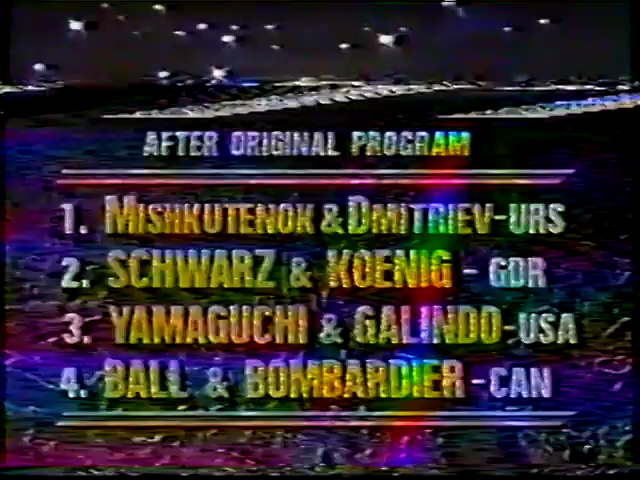 AFTER ORIGINAL PROGRAM
1. MISHKUTENOK & DMITRIEV-URS
2. SCHWARZ & KOENIG - GDR
3. YAMAGUCHI & GALINDO-USA
4. BALL & BOMBARDIER-CAN